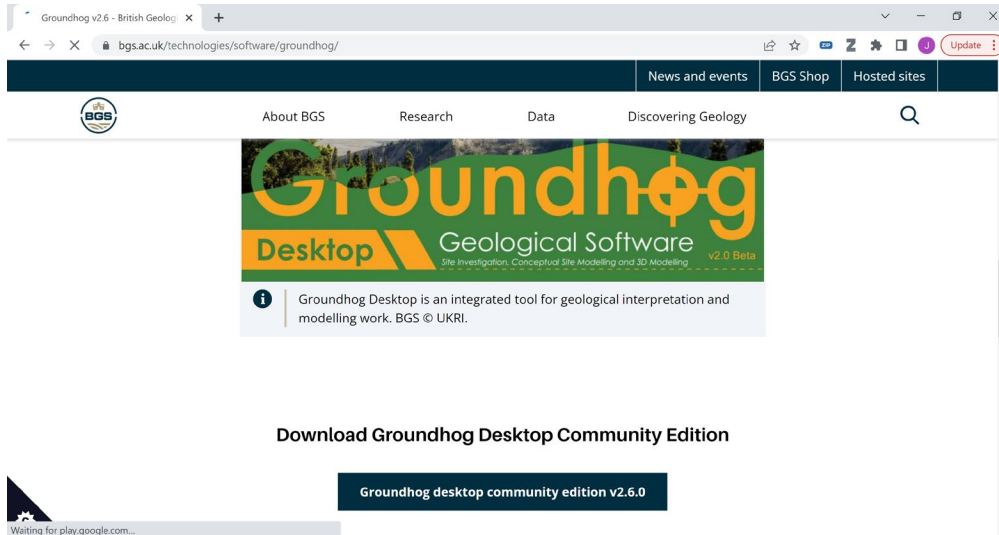 Groundhog v2.6 - British Geologi
bgs.ac.uk/technologies/software/groundhog/
ZIP
Z
J
Update
News and events
BGS Shop
Hosted sites
BGS
About BGS
Research
Data
Discovering Geology
Groundhog
Desktop
Geological Software
Site Investigation, Conceptual Site Modelling and 3D Modelling
v2.0 Beta
Groundhog Desktop is an integrated tool for geological interpretation and
modelling work. BGS © UKRI.
Download Groundhog Desktop Community Edition
Groundhog desktop community edition v2.6.0
Waiting for play.google.com...